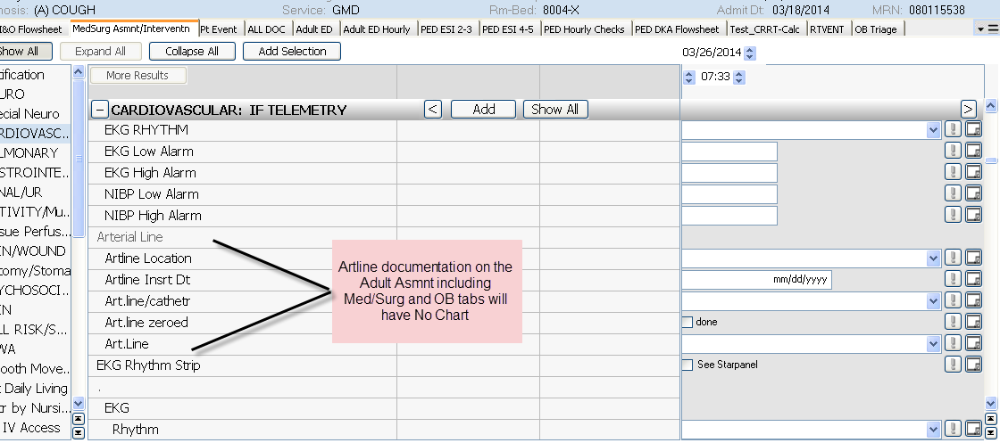 nosis: (A) COUGH Service: GMD Rm-Bed: 8004-X Admit Dt: 03/18/2014 MRN: 080115538
I&O Flowsheet MedSurg Asmnt/Interventn Pt Event ALL DOC Adult ED Adult ED Hourly PED ESI 2-3 PED ESI 4-5 PED Hourly Checks PED DKA Flowsheet Test_CRRT-Calc RTVENT OB Triage
Show All Expand All Collapse All Add Selection 03/26/2014
More Results 07:33
tification
URO
ecial Neuro
RDIOVASC...
LMONARY
STROINTE...
NAL/UR
TIVITY/Mu...
sue Perfus...
IN/WOUND
tomy/Stoma
YCHOSOCI...
IN
LL RISK/S...
WA
ooth Move...
t Daily Living
tr by Nursi...
IV Access
− CARDIOVASCULAR: IF TELEMETRY < Add Show All >
EKG RHYTHM
EKG Low Alarm
EKG High Alarm
NIBP Low Alarm
NIBP High Alarm
Arterial Line
Artline Location
Artline Insrt Dt mm/dd/yyyy
Art.line/cathetr
Art.line zeroed done
Art.Line
EKG Rhythm Strip See Starpanel
.
EKG
Rhythm
Artline documentation on the
Adult Asmnt including
Med/Surg and OB tabs will
have No Chart